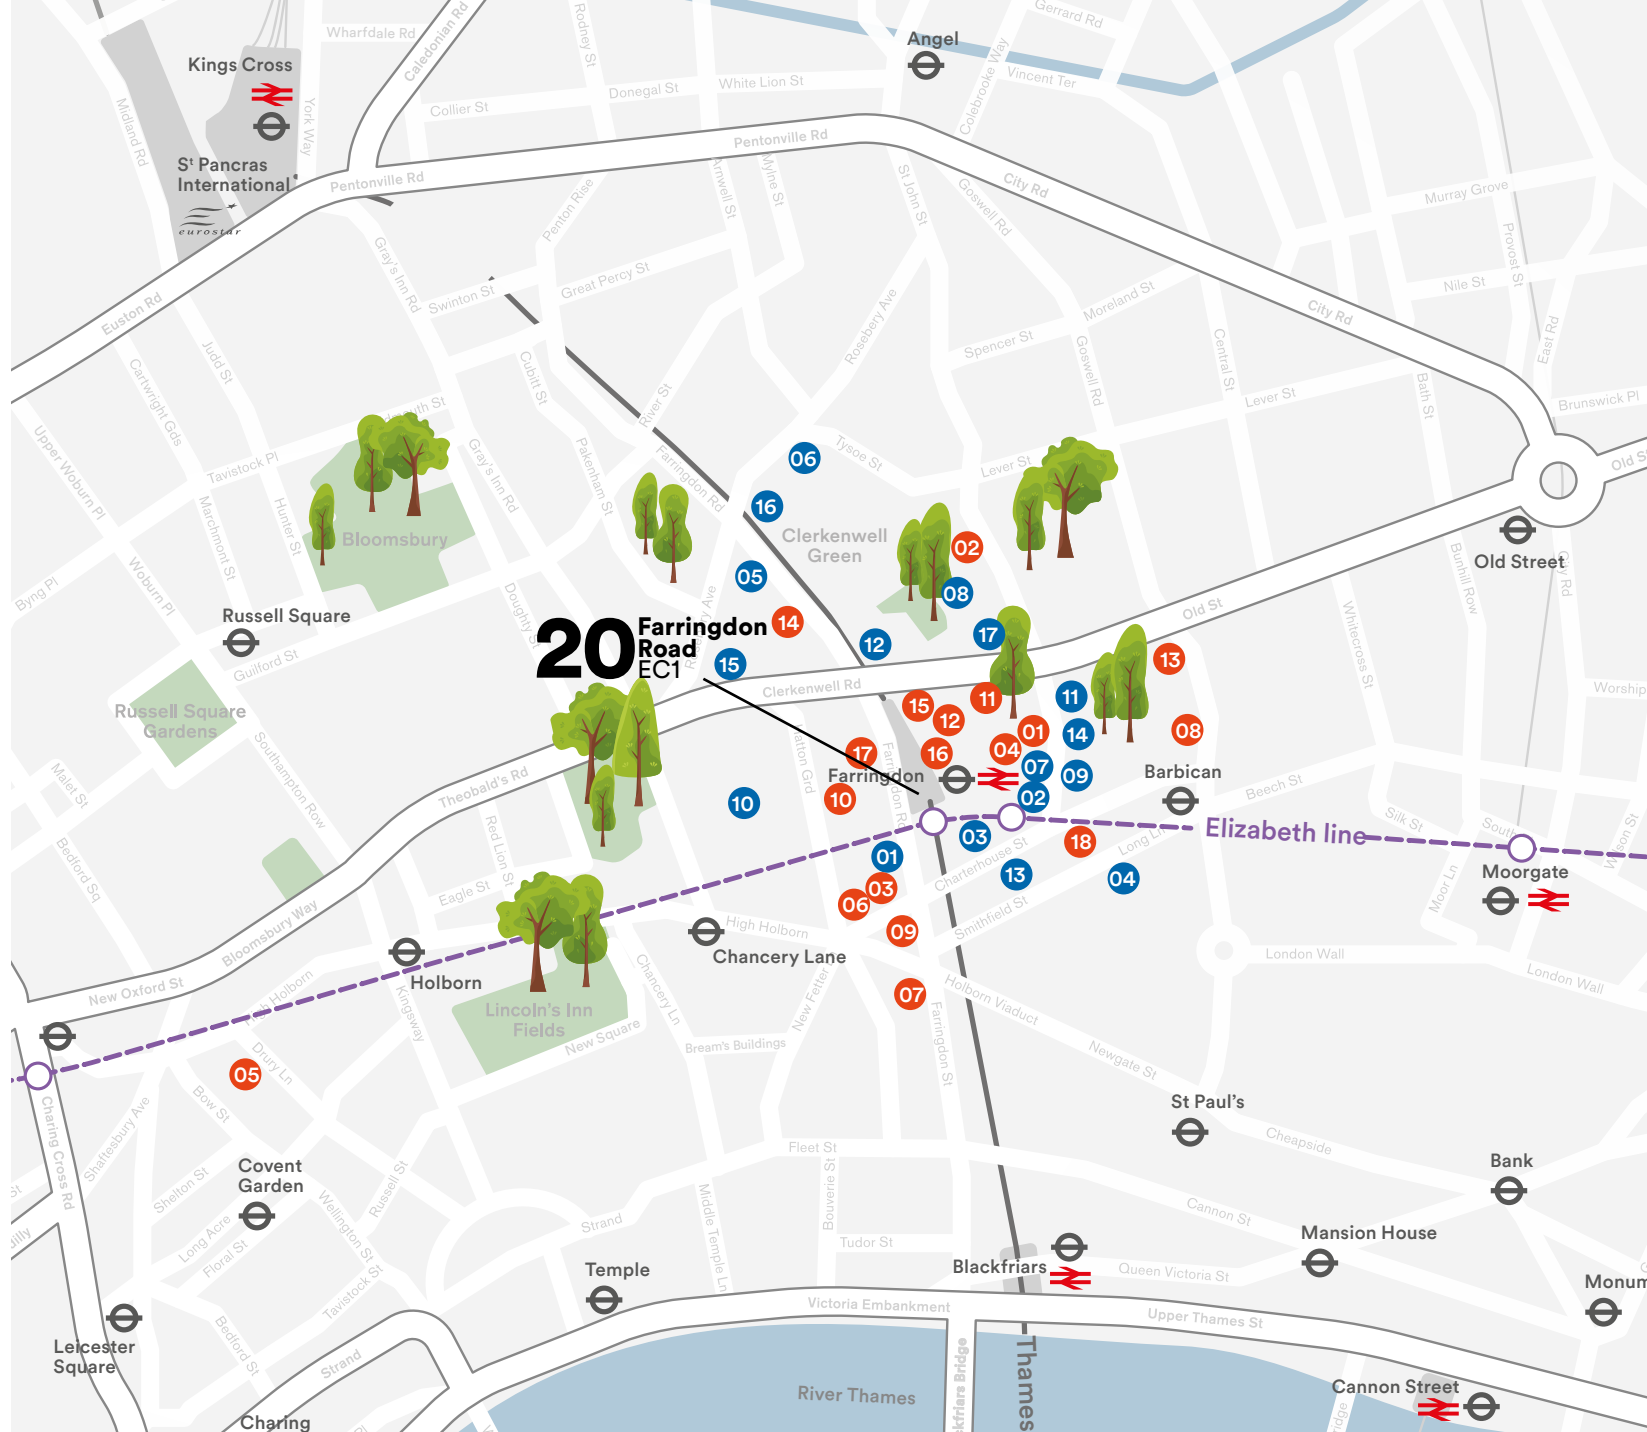 Wharfdale Rd
Caledonian Rd
Rodney St
Gerrard Rd
Angel
Kings Cross
Midland Rd
York Way
Collier St
Donegal St
White Lion St
Vincent Ter
Colebrooke Way
Pentonville Rd
Sᵗ Pancras
International
eurostar
Pentonville Rd
Penton Rise
Mylne St
St John St
Goswell Rd
City Rd
Murray Grove
Provost St
Gray's Inn Rd
Swinton St
Great Percy St
Rosebery Ave
Moreland St
Nile St
Euston Rd
City Rd
East Rd
Judd St
Cartwright Gds
Cubitt St
Spencer St
Goswell Rd
Central St
Lever St
Bath St
Brunswick Pl
River St
Upper Woburn Pl
Tavistock Pl
Gray's Inn Rd
Pakenham St
Farringdon Rd
06
Tysoe St
Lever St
Old S
Marchmont St
Hunter St
16
Bloomsbury
Clerkenwell
Green
02
Old Street
Bunhill Row
City Rd
Woburn Pl
Byng Pl
05
08
Doughty St
Old St
Whitecross St
Russell Square
14
20 Farringdon
Road
EC1
12
17
15
13
Guilford St
Clerkenwell Rd
11
11
Worship
Russell Square
Gardens
15
12
01
14
08
Southampton Row
Hatton Grd
17
16
04
07
09
Farringdon
Farringdon Rd
Barbican
Beech St
Malet St
Theobald's Rd
10
10
02
Elizabeth line
Silk St
South
Wilson St
Red Lion St
03
18
Long Ln
Bedford Sq
01
Charterhouse St
13
04
Moorgate
Moor Ln
Eagle St
03
06
Smithfield St
Bloomsbury Way
High Holborn
09
Chancery Lane
London Wall
Holborn
New Oxford St
High Holborn
Kingsway
Chancery Ln
New Fetter
07
Holborn Viaduct
London Wall
Lincoln's Inn
Fields
New Square
Bream's Buildings
Farringdon St
Newgate St
05
Drury Ln
Bow St
St Paul's
Charing Cross Rd
Shaftesbury Ave
Fleet St
Cheapside
Covent
Garden
Shelton St
Russell St
Bank
Long Acre
Floral St
Wellington St
Strand
Middle Temple Ln
Bouverie St
Cannon St
Tudor St
Mansion House
Temple
Tavistock St
Blackfriars
Queen Victoria St
Monum
Victoria Embankment
Upper Thames St
Leicester
Square
Bedford St
Strand
Thames
River Thames
ckfriars Bridge
Cannon Street
Charing